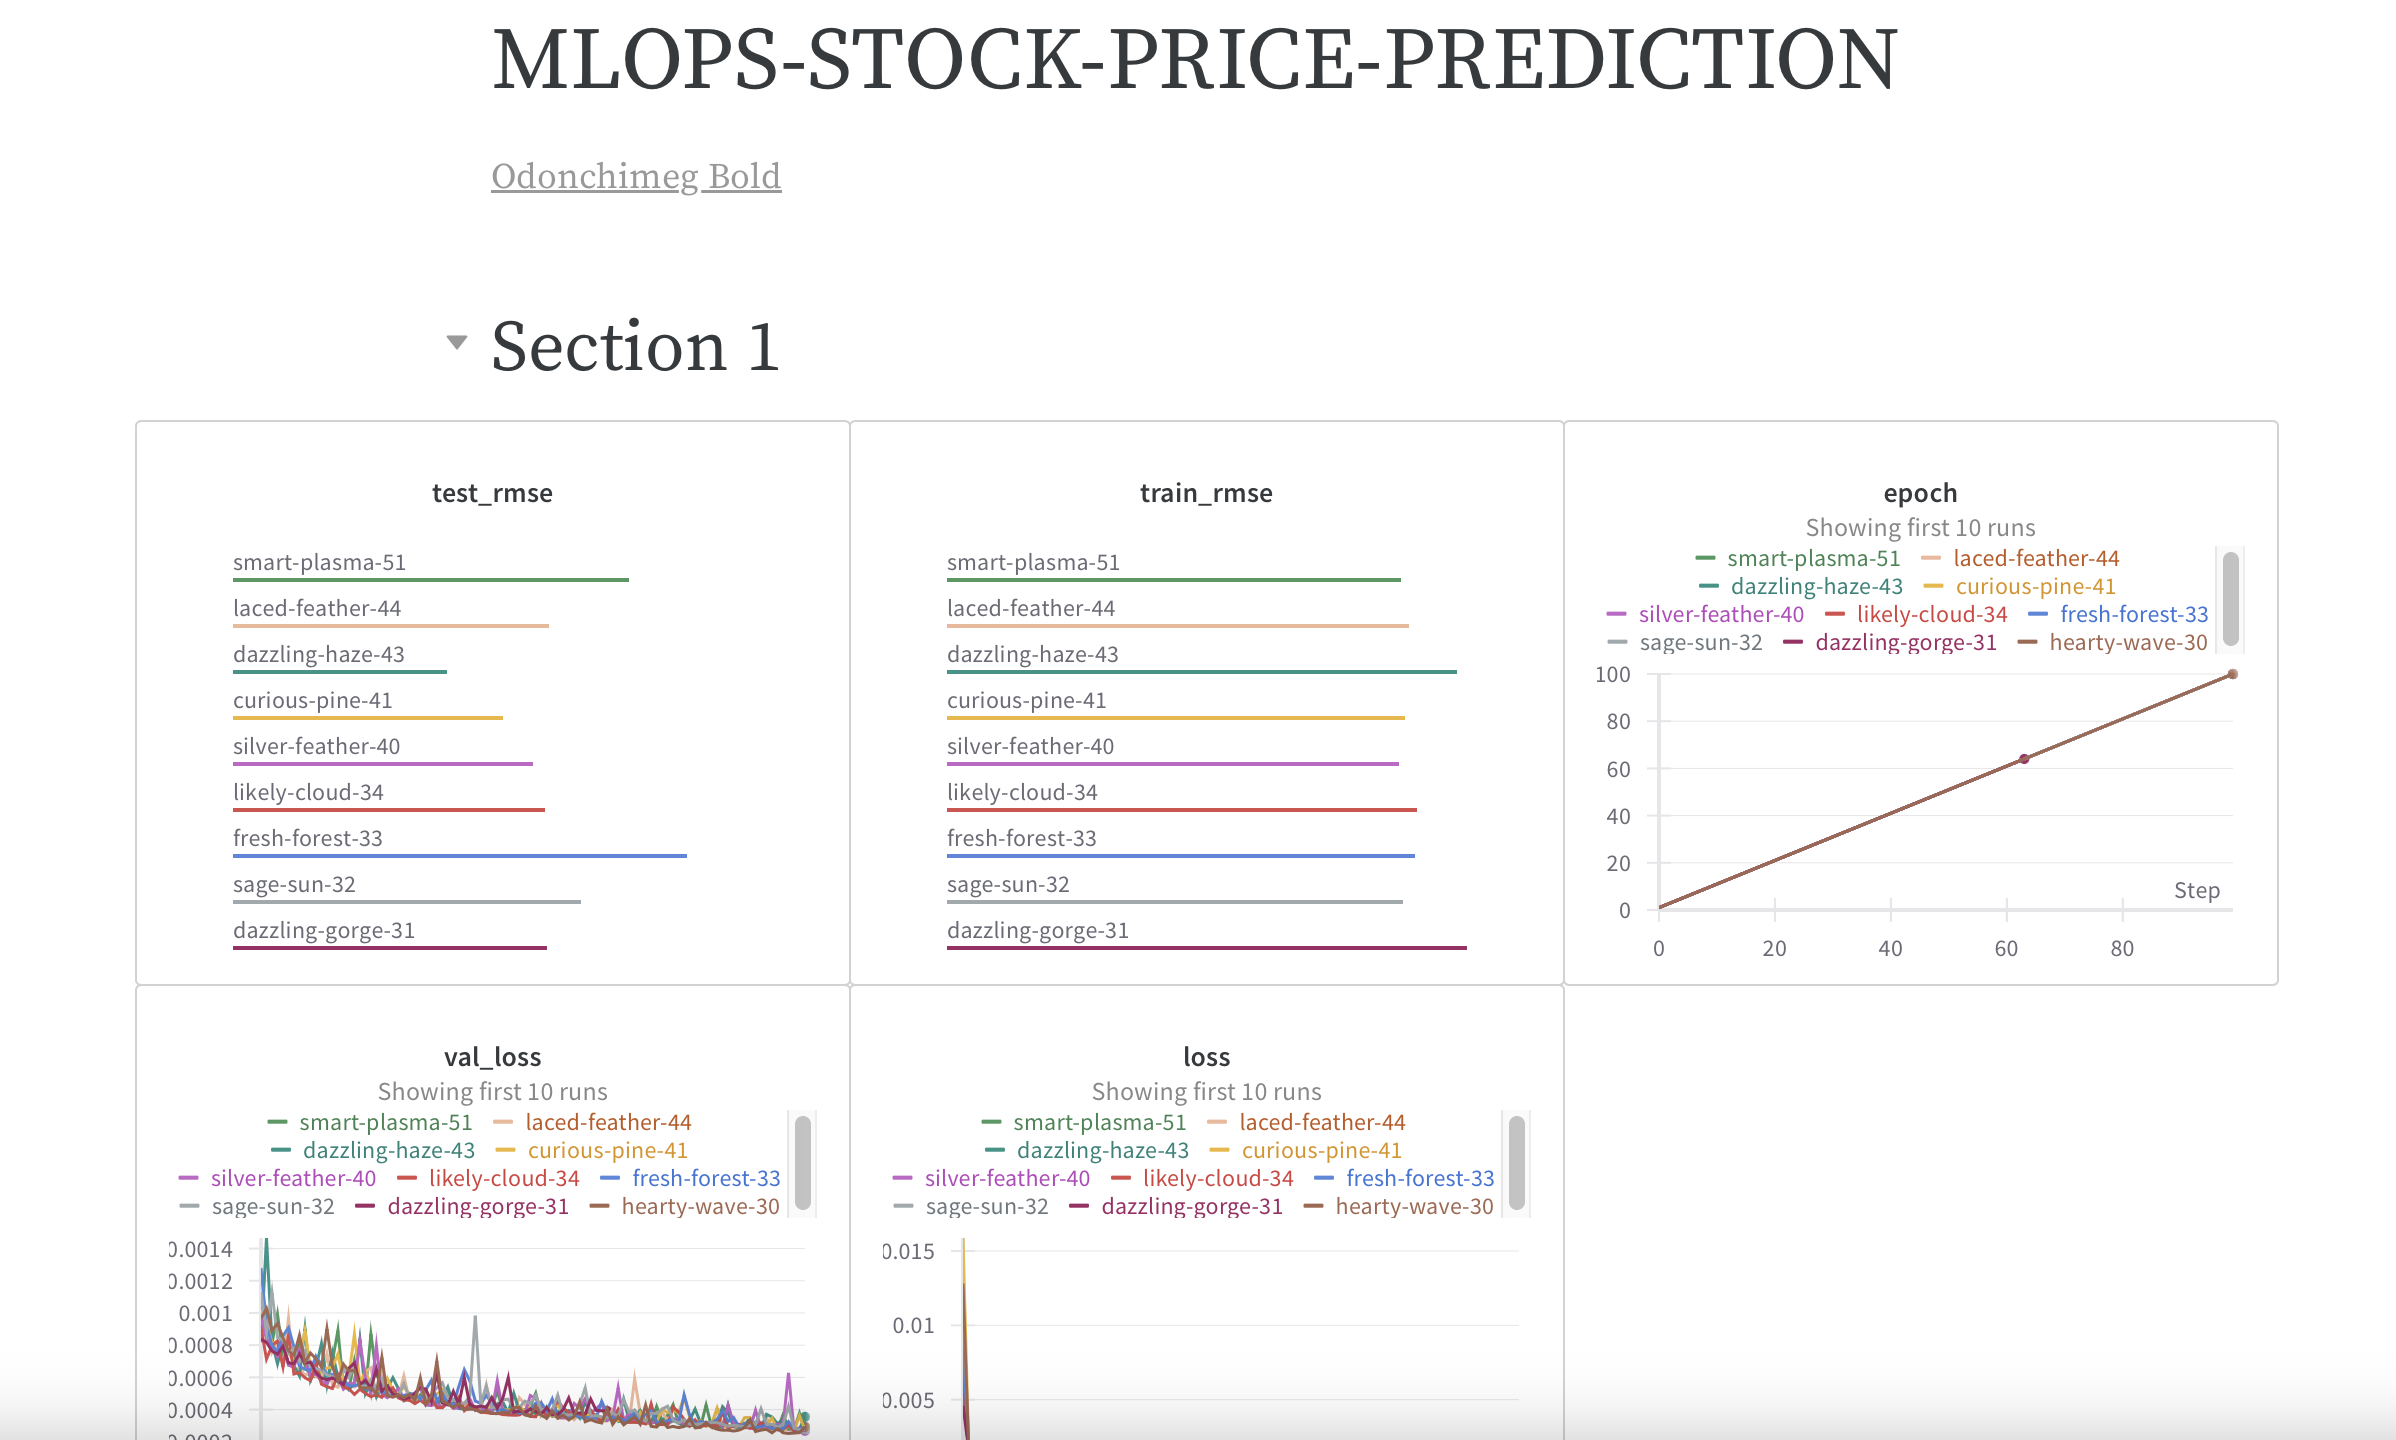 MLOPS-STOCK-PRICE-PREDICTION
Odonchimeg Bold
Section 1
test_rmse
smart-plasma-51
laced-feather-44
dazzling-haze-43
curious-pine-41
silver-feather-40
likely-cloud-34
fresh-forest-33
sage-sun-32
dazzling-gorge-31
train_rmse
smart-plasma-51
laced-feather-44
dazzling-haze-43
curious-pine-41
silver-feather-40
likely-cloud-34
fresh-forest-33
sage-sun-32
dazzling-gorge-31
epoch
Showing first 10 runs
smart-plasma-51 laced-feather-44
dazzling-haze-43 curious-pine-41
silver-feather-40 likely-cloud-34 fresh-forest-33
sage-sun-32 dazzling-gorge-31 hearty-wave-30
100
80
60
40
20
0
Step
0 20 40 60 80
val_loss
Showing first 10 runs
smart-plasma-51 laced-feather-44
dazzling-haze-43 curious-pine-41
silver-feather-40 likely-cloud-34 fresh-forest-33
sage-sun-32 dazzling-gorge-31 hearty-wave-30
0.0014
0.0012
0.001
0.0008
0.0006
0.0004
loss
Showing first 10 runs
smart-plasma-51 laced-feather-44
dazzling-haze-43 curious-pine-41
silver-feather-40 likely-cloud-34 fresh-forest-33
sage-sun-32 dazzling-gorge-31 hearty-wave-30
0.015
0.01
0.005